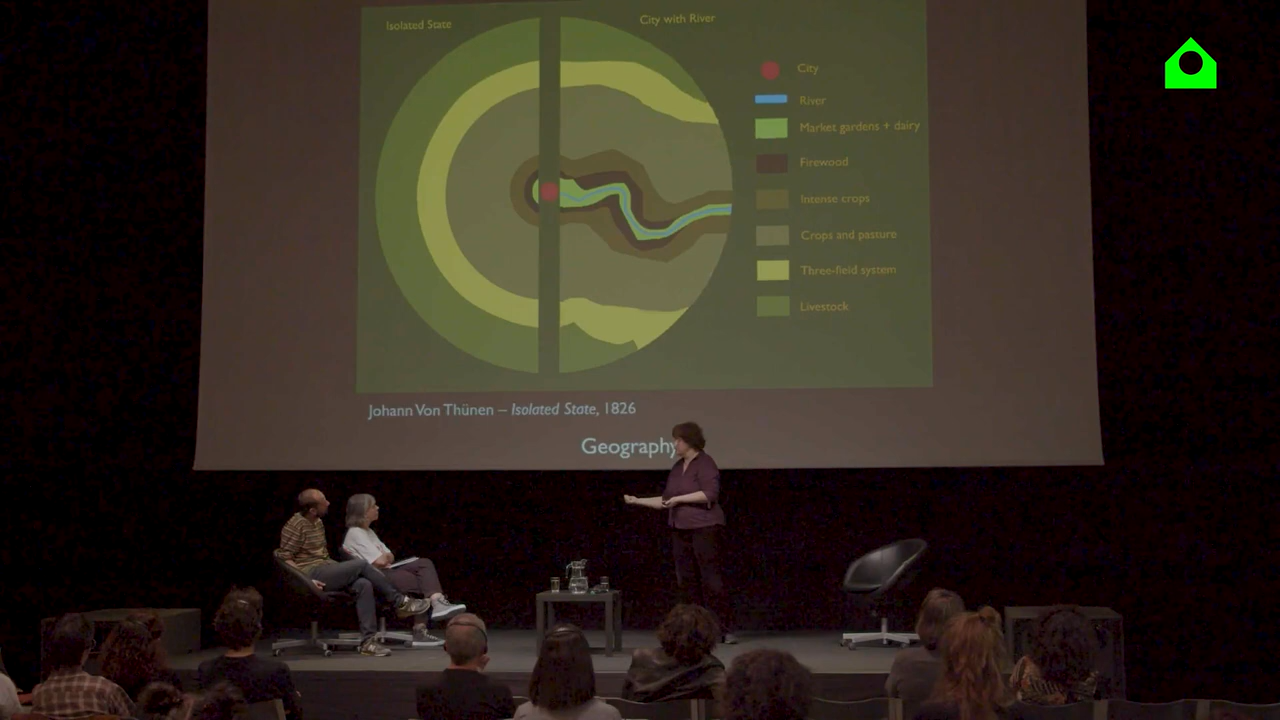 Isolated State
City with River
City
River
Market gardens + dairy
Firewood
Intense crops
Crops and pasture
Three-field system
Livestock
Johann Von Thünen – Isolated State, 1826
Geography